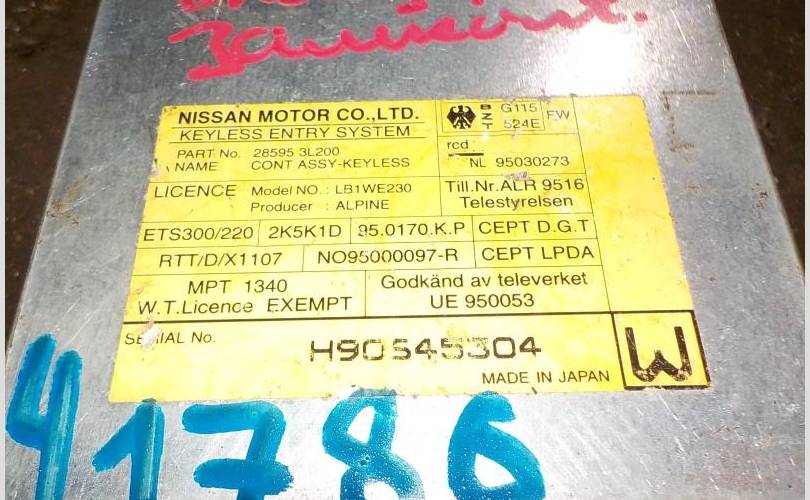 NISSAN MOTOR CO.,LTD.
KEYLESS ENTRY SYSTEM
PART No. 28595 3L200
NAME CONT ASSY-KEYLESS
BZT G115 524E FW
rcd
NL 95030273
LICENCE Model NO. : LB1WE230
Producer : ALPINE
Till.Nr.ALR 9516
Telestyrelsen
ETS300/220 2K5K1D 95.0170.K.P CEPT D.G.T
RTT/D/X1107 NO95000097-R CEPT LPDA
MPT 1340
W.T.Licence EXEMPT
Godkänd av televerket
UE 950053
SERIAL No.
H90545304
MADE IN JAPAN
W
41786